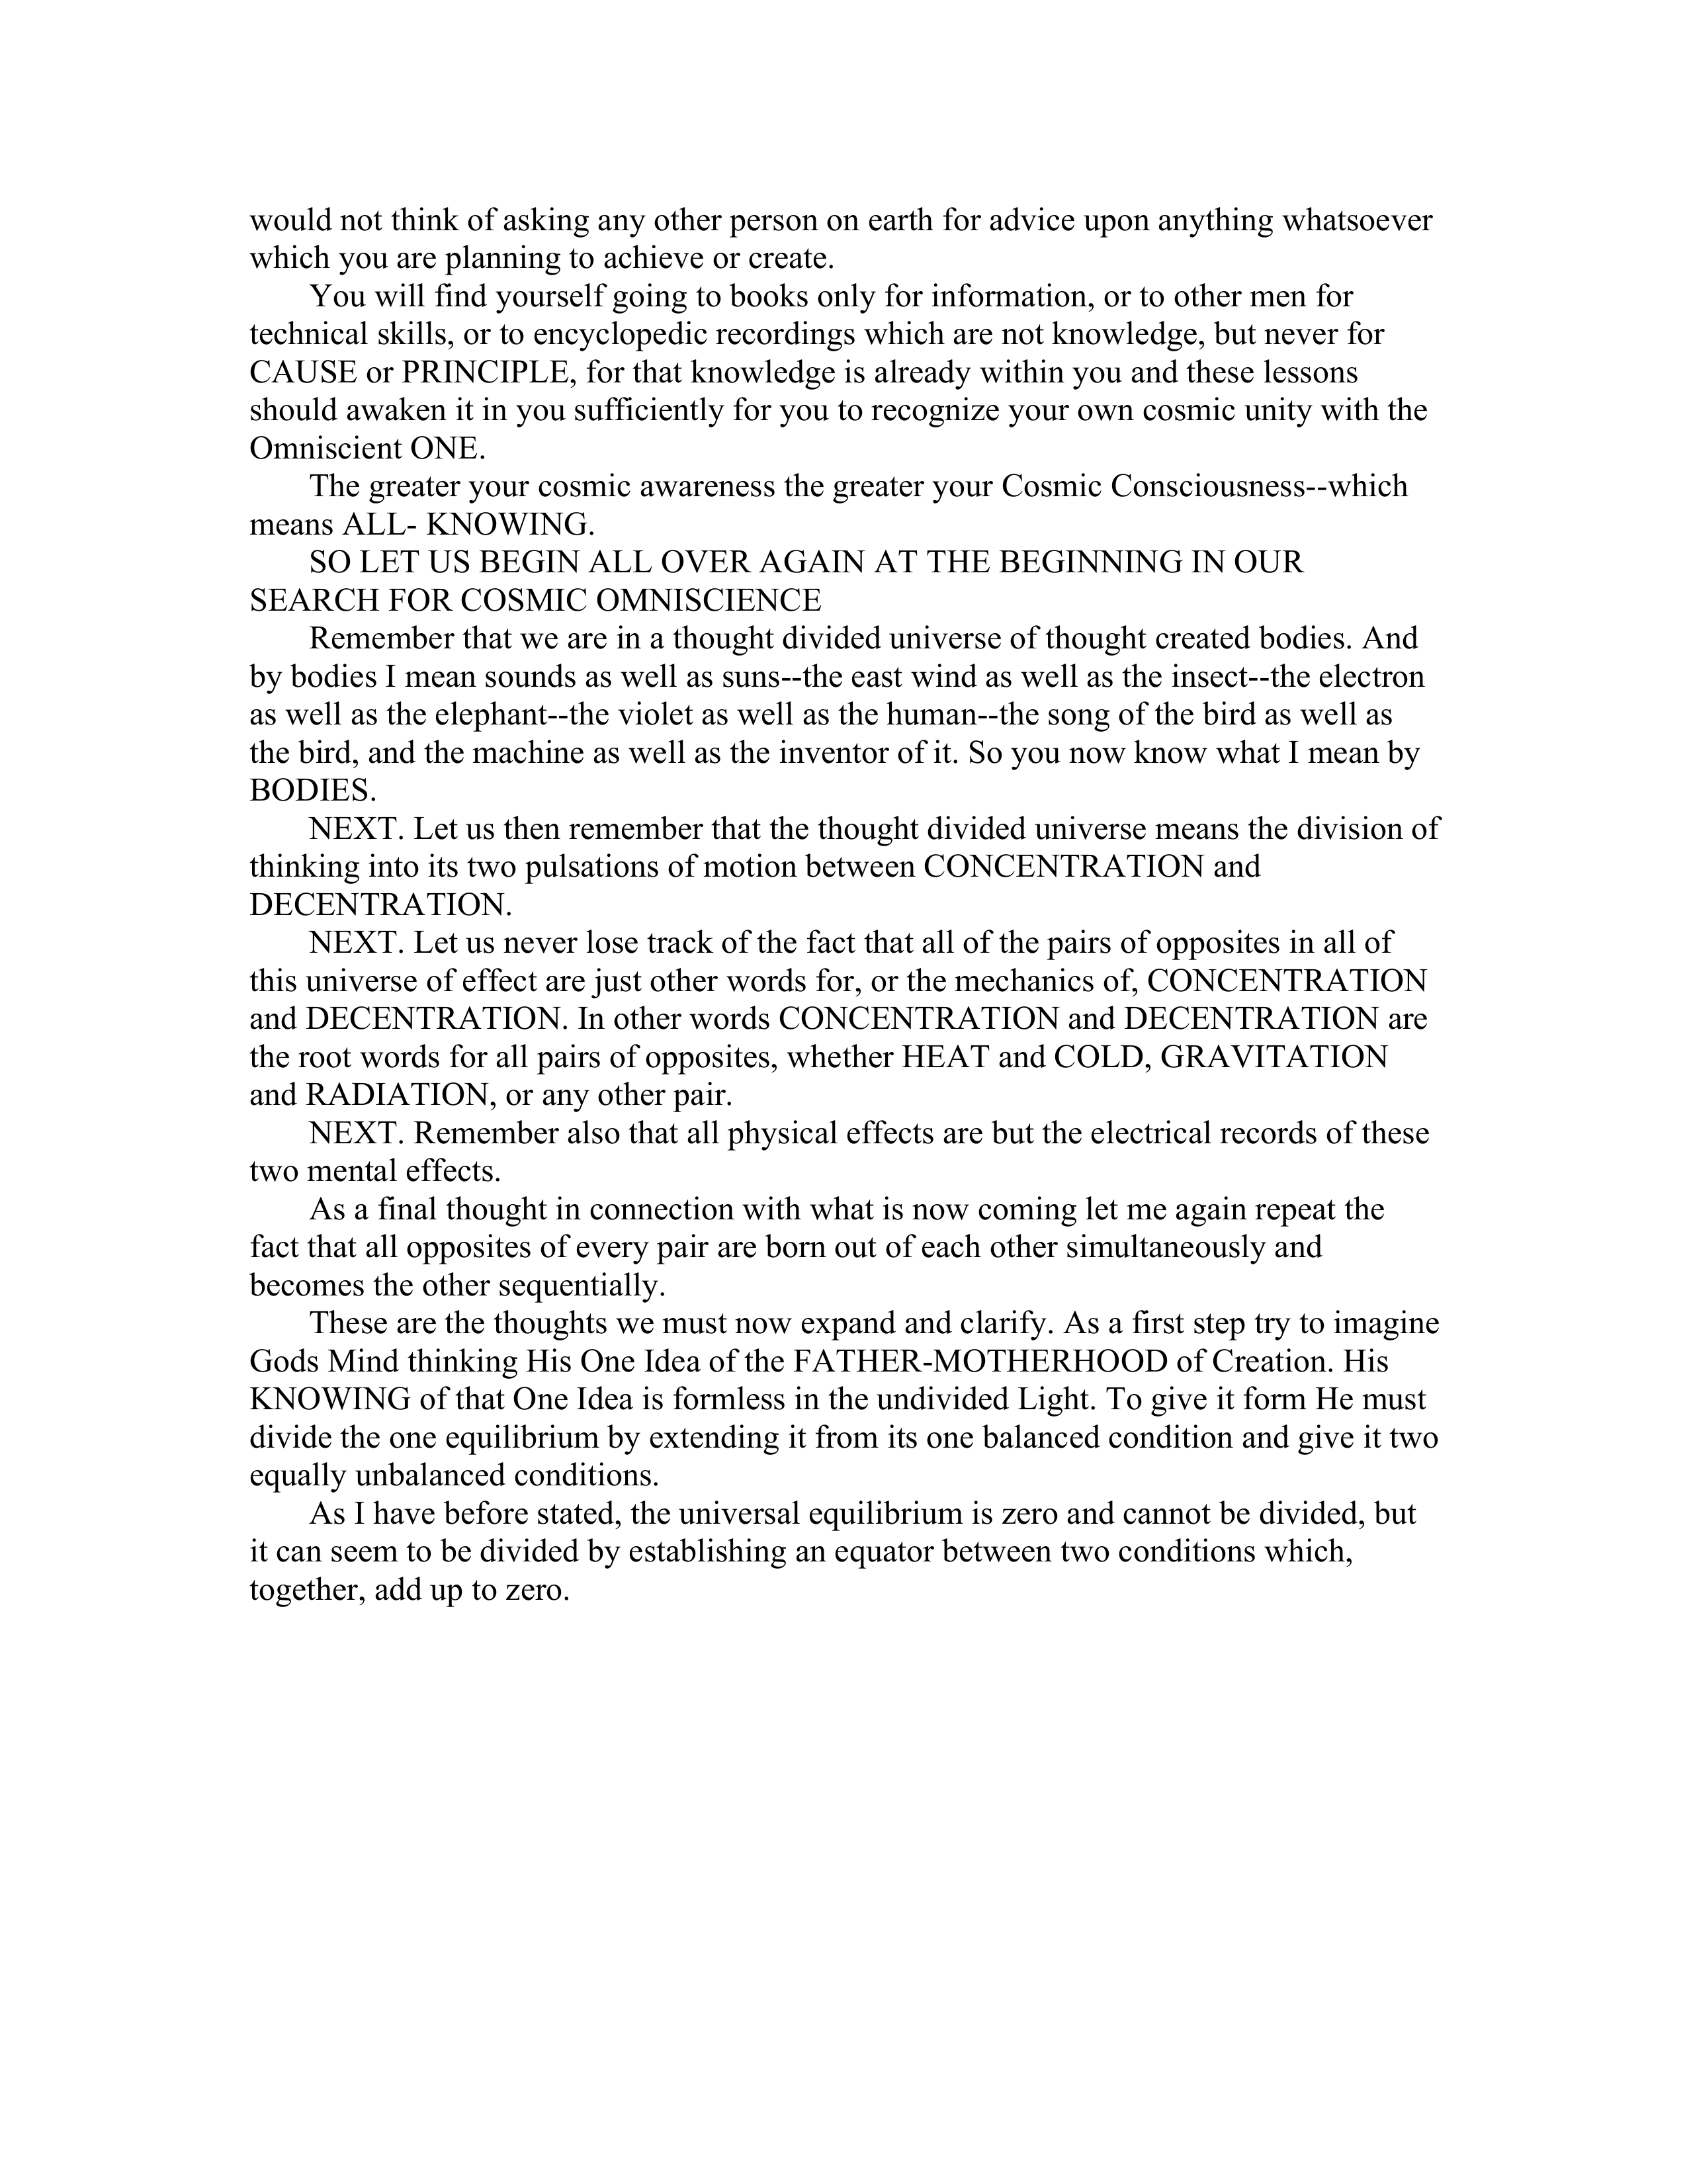 would not think of asking any other person on earth for advice upon anything whatsoever
which you are planning to achieve or create.
You will find yourself going to books only for information, or to other men for
technical skills, or to encyclopedic recordings which are not knowledge, but never for
CAUSE or PRINCIPLE, for that knowledge is already within you and these lessons
should awaken it in you sufficiently for you to recognize your own cosmic unity with the
Omniscient ONE.
The greater your cosmic awareness the greater your Cosmic Consciousness--which
means ALL- KNOWING.
SO LET US BEGIN ALL OVER AGAIN AT THE BEGINNING IN OUR
SEARCH FOR COSMIC OMNISCIENCE
Remember that we are in a thought divided universe of thought created bodies. And
by bodies I mean sounds as well as suns--the east wind as well as the insect--the electron
as well as the elephant--the violet as well as the human--the song of the bird as well as
the bird, and the machine as well as the inventor of it. So you now know what I mean by
BODIES.
NEXT. Let us then remember that the thought divided universe means the division of
thinking into its two pulsations of motion between CONCENTRATION and
DECENTRATION.
NEXT. Let us never lose track of the fact that all of the pairs of opposites in all of
this universe of effect are just other words for, or the mechanics of, CONCENTRATION
and DECENTRATION. In other words CONCENTRATION and DECENTRATION are
the root words for all pairs of opposites, whether HEAT and COLD, GRAVITATION
and RADIATION, or any other pair.
NEXT. Remember also that all physical effects are but the electrical records of these
two mental effects.
As a final thought in connection with what is now coming let me again repeat the
fact that all opposites of every pair are born out of each other simultaneously and
becomes the other sequentially.
These are the thoughts we must now expand and clarify. As a first step try to imagine
Gods Mind thinking His One Idea of the FATHER-MOTHERHOOD of Creation. His
KNOWING of that One Idea is formless in the undivided Light. To give it form He must
divide the one equilibrium by extending it from its one balanced condition and give it two
equally unbalanced conditions.
As I have before stated, the universal equilibrium is zero and cannot be divided, but
it can seem to be divided by establishing an equator between two conditions which,
together, add up to zero.